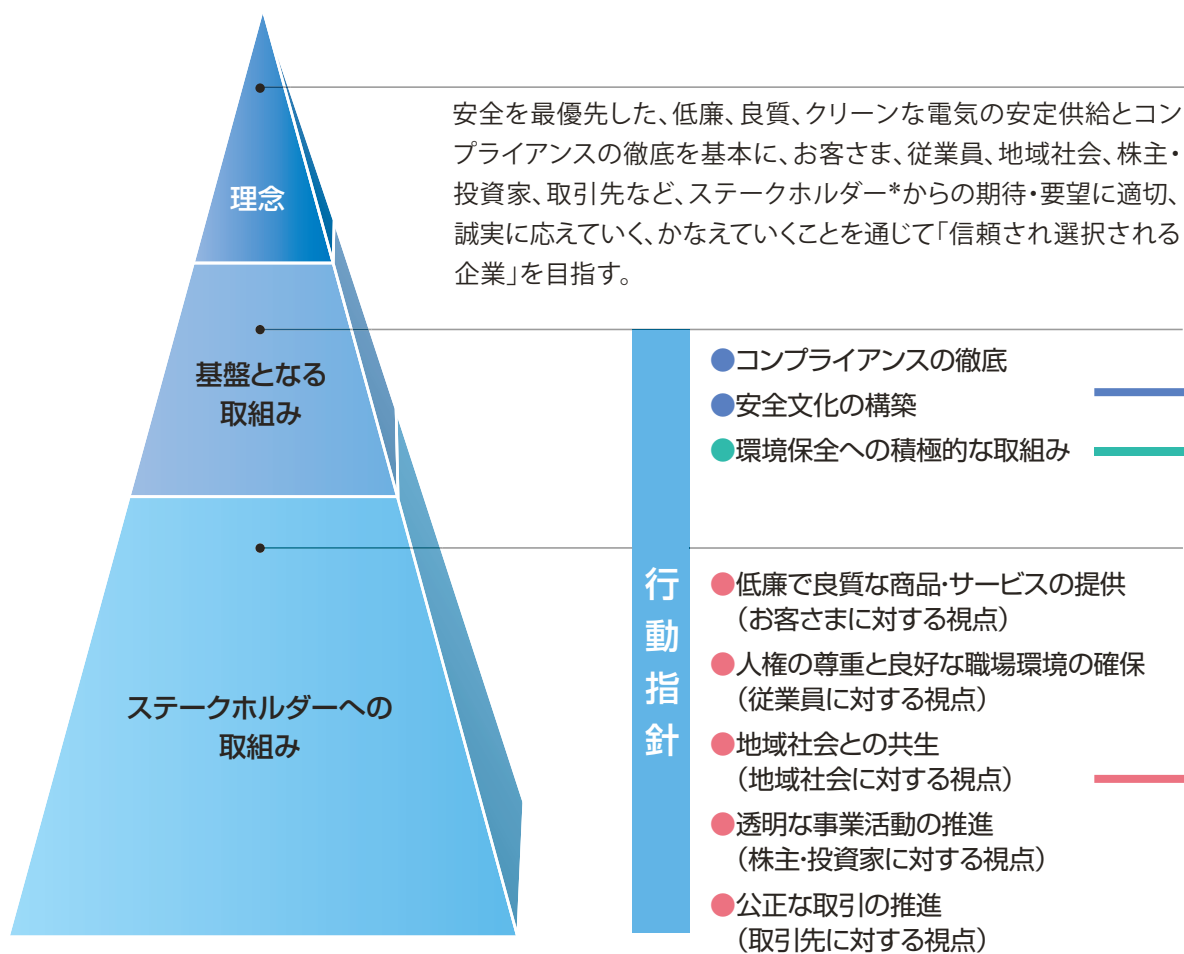 安全を最優先した、低廉、良質、クリーンな電気の安定供給とコン
プライアンスの徹底を基本に、お客さま、従業員、地域社会、株主・
投資家、取引先など、ステークホルダー*からの期待・要望に適切、
誠実に応えていく、かなえていくことを通じて「信頼され選択される
企業」を目指す。
理念
基盤となる
取組み
ステークホルダーへの
取組み
行動指針
●コンプライアンスの徹底
●安全文化の構築
●環境保全への積極的な取組み
●低廉で良質な商品・サービスの提供
（お客さまに対する視点）
●人権の尊重と良好な職場環境の確保
（従業員に対する視点）
●地域社会との共生
（地域社会に対する視点）
●透明な事業活動の推進
（株主・投資家に対する視点）
●公正な取引の推進
（取引先に対する視点）